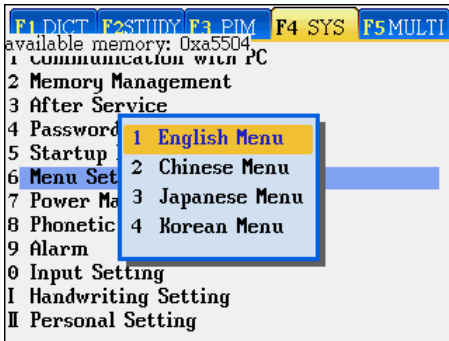 F1 DICT F2STUDY F3 PIM F4 SYS F5MULTI
available memory: 0xa5504
1 Communication with PC
2 Memory Management
3 After Service
4 Password
5 Startup
6 Menu Set
7 Power Ma
8 Phonetic
9 Alarm
0 Input Setting
I Handwriting Setting
II Personal Setting
1 English Menu
2 Chinese Menu
3 Japanese Menu
4 Korean Menu